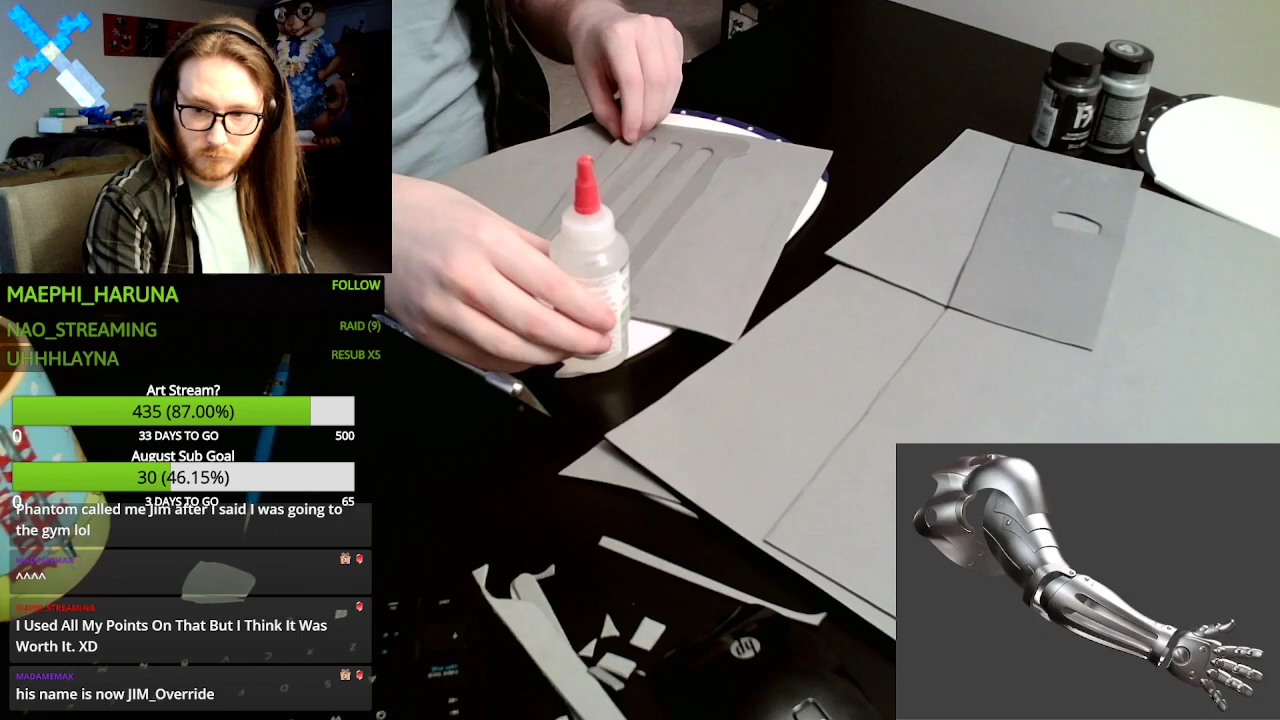 MAEPHI_HARUNA
FOLLOW
NAO_STREAMING
RAID (9)
UHHHLAYNA
RESUB X5
Art Stream?
435 (87.00%)
0
33 DAYS TO GO
500
August Sub Goal
30 (46.15%)
0
3 DAYS TO GO
65
Phantom called me Jim after I said I was going to
the gym lol
^^^^
I Used All My Points On That But I Think It Was
Worth It. XD
MADAMEMAX
his name is now JIM_Override
hp
FX